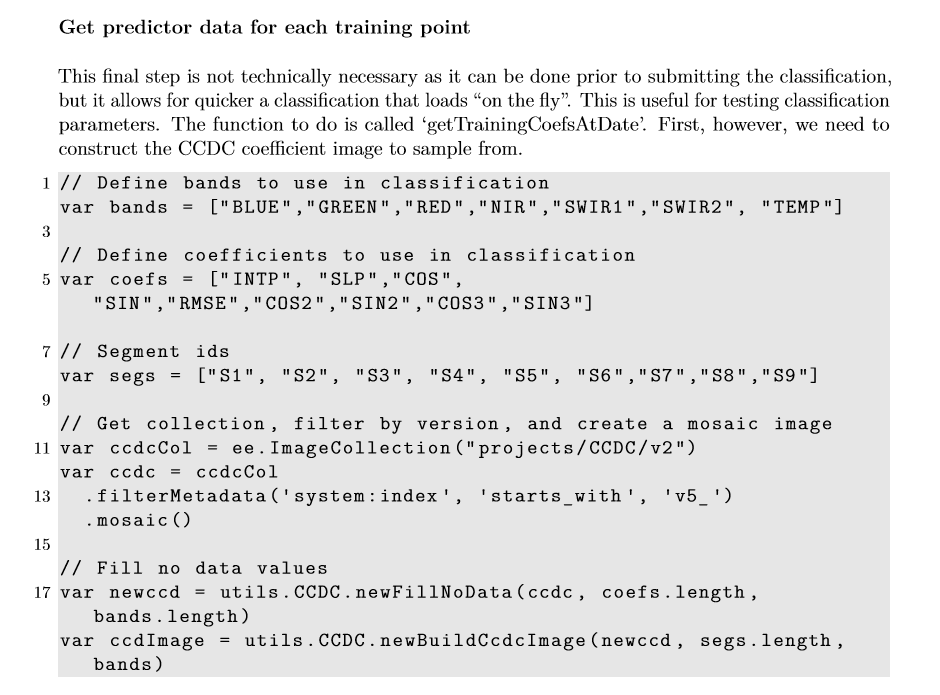 Get predictor data for each training point
This final step is not technically necessary as it can be done prior to submitting the classification,
but it allows for quicker a classification that loads “on the fly”. This is useful for testing classification
parameters. The function to do is called ‘getTrainingCoefsAtDate’. First, however, we need to
construct the CCDC coefficient image to sample from.
1 // Define bands to use in classification
var bands = ["BLUE","GREEN","RED","NIR","SWIR1","SWIR2", "TEMP"]
3
// Define coefficients to use in classification
5 var coefs = ["INTP", "SLP","COS",
"SIN","RMSE","COS2","SIN2","COS3","SIN3"]
7 // Segment ids
var segs = ["S1", "S2", "S3", "S4", "S5", "S6","S7","S8","S9"]
9
// Get collection, filter by version, and create a mosaic image
11 var ccdcCol = ee.ImageCollection("projects/CCDC/v2")
var ccdc = ccdcCol
13 .filterMetadata('system:index', 'starts_with', 'v5_')
.mosaic()
15
// Fill no data values
17 var newccd = utils.CCDC.newFillNoData(ccdc, coefs.length,
bands.length)
var ccdImage = utils.CCDC.newBuildCcdcImage(newccd, segs.length,
bands)